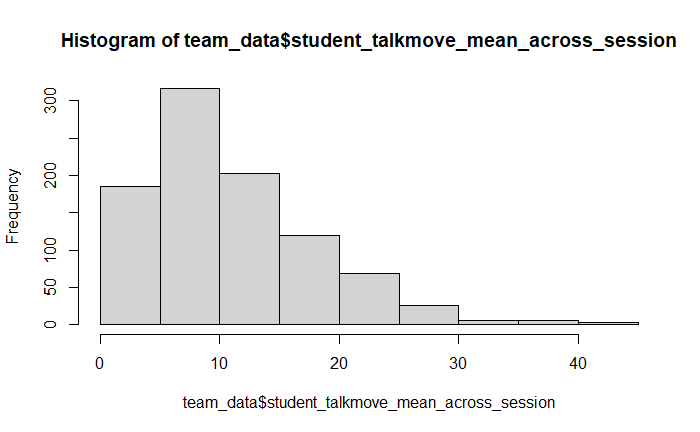 Histogram of team_data$student_talkmove_mean_across_session
Frequency
300
200
100
50
0
0 10 20 30 40
team_data$student_talkmove_mean_across_session